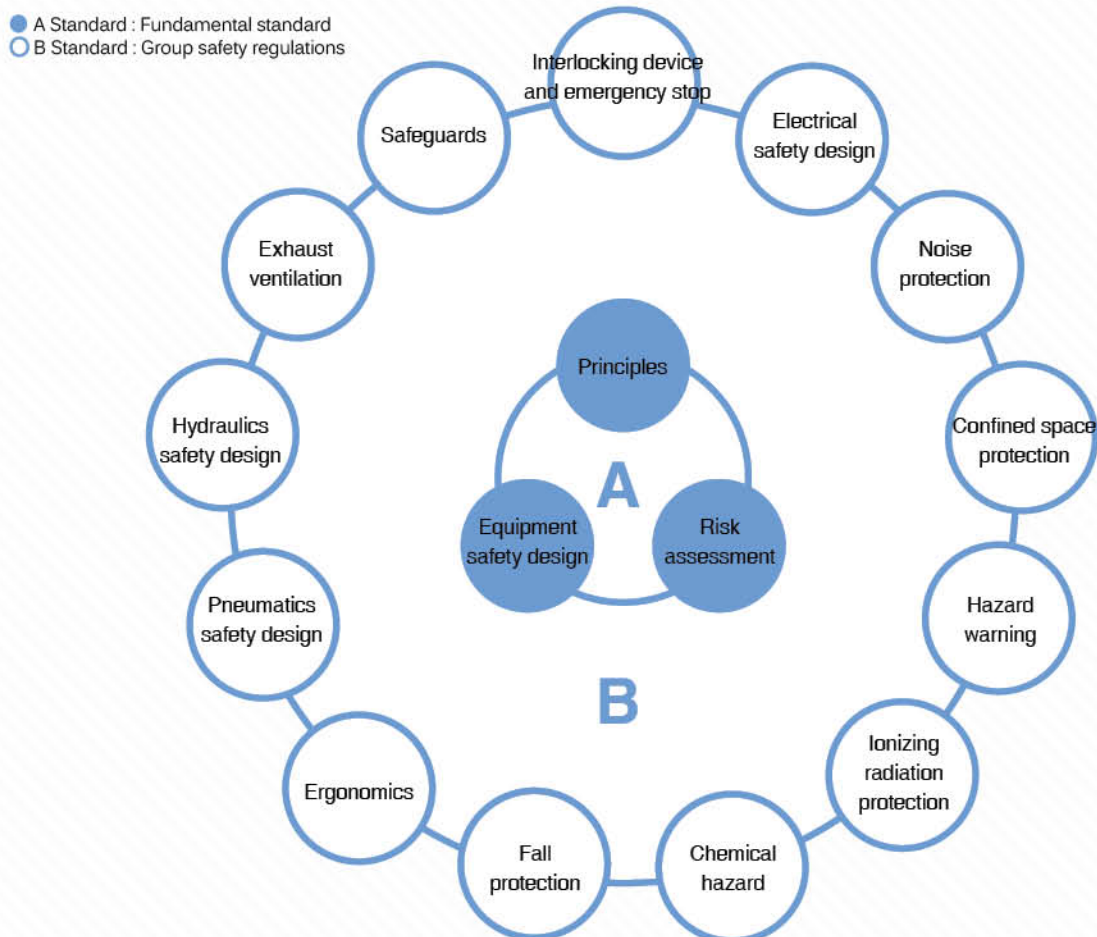 A Standard : Fundamental standard
B Standard : Group safety regulations
Interlocking device
and emergency stop
Electrical
safety design
Noise
protection
Confined space
protection
Hazard
warning
Ionizing
radiation
protection
Chemical
hazard
Fall
protection
Ergonomics
Pneumatics
safety design
Hydraulics
safety design
Exhaust
ventilation
Safeguards
Principles
A
Equipment
safety design
Risk
assessment
B